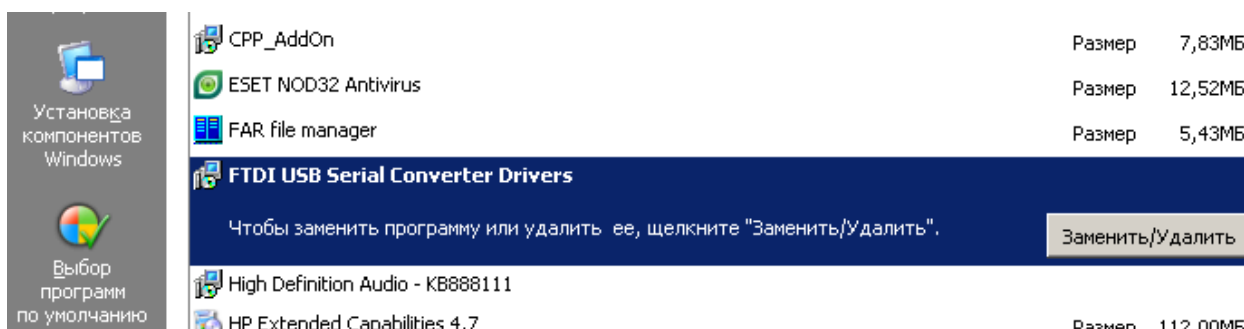 CPP_AddOn Размер 7,83МБ
ESET NOD32 Antivirus Размер 12,52МБ
Установка
компонентов
Windows
FAR file manager Размер 5,43МБ
FTDI USB Serial Converter Drivers
Чтобы заменить программу или удалить ее, щелкните "Заменить/Удалить".
Заменить/Удалить
Выбор
программ
по умолчанию
High Definition Audio - KB888111
HP Extended Capabilities 4.7 Размер 112,00МБ